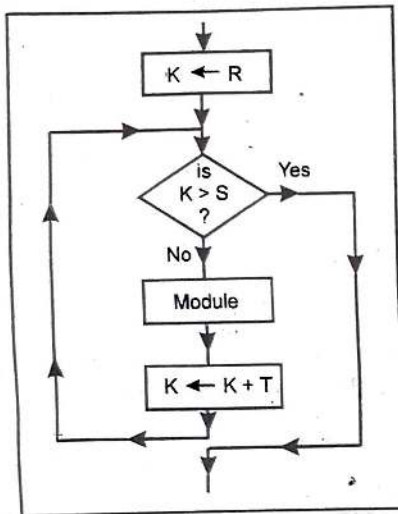 K ← R
is
K > S
?
Yes
No
Module
K ← K + T